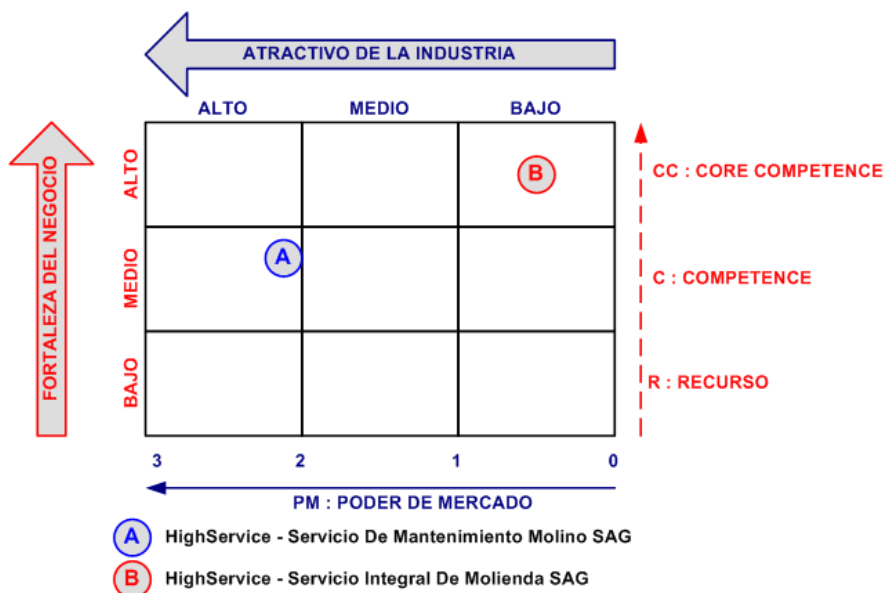 ATRACTIVO DE LA INDUSTRIA
ALTO MEDIO BAJO
FORTALEZA DEL NEGOCIO
ALTO
B
CC : CORE COMPETENCE
MEDIO
A
C : COMPETENCE
BAJO
R : RECURSO
3 2 1 0
PM : PODER DE MERCADO
A HighService - Servicio De Mantenimiento Molino SAG
B HighService - Servicio Integral De Molienda SAG